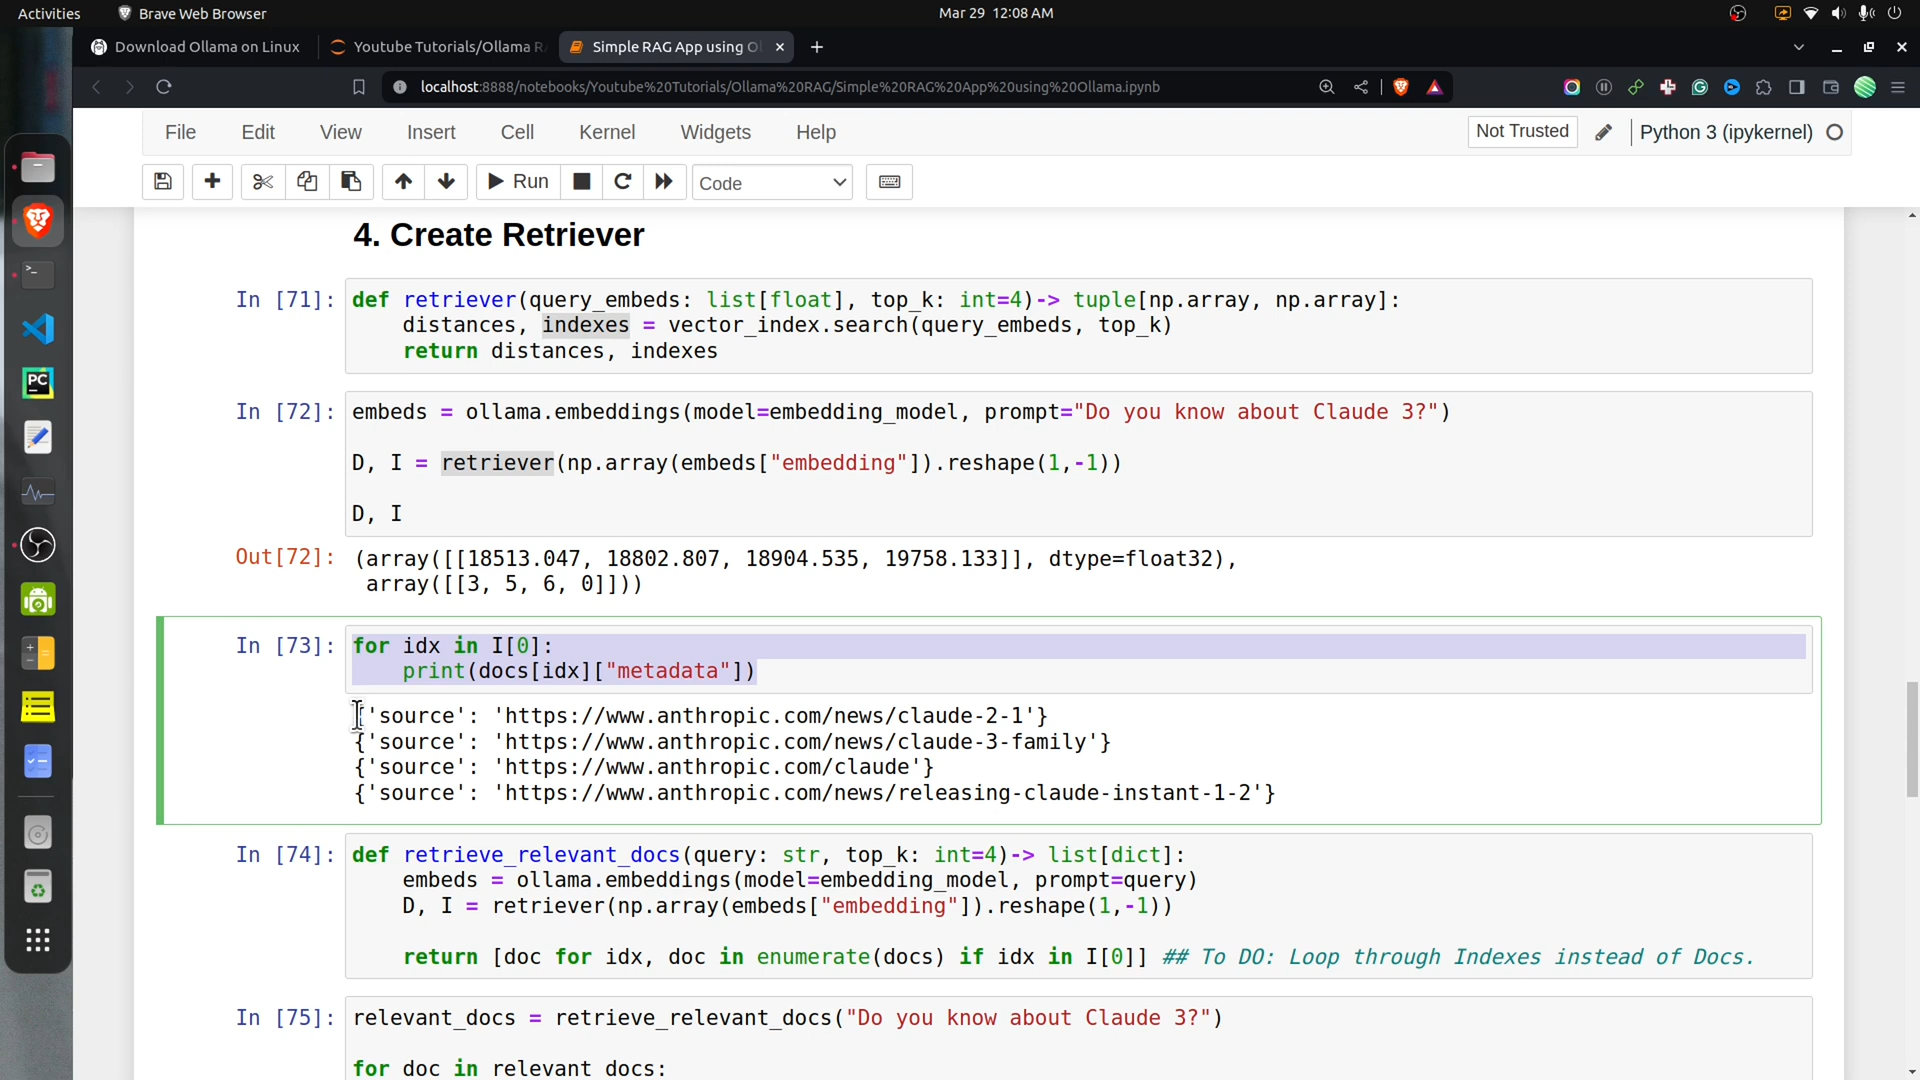 Activities
Brave Web Browser
Mar 29 12:08 AM
Download Ollama on Linux
Youtube Tutorials/Ollama R
Simple RAG App using O
localhost:8888/notebooks/Youtube%20Tutorials/Ollama%20RAG/Simple%20RAG%20App%20using%20Ollama.ipynb
File Edit View Insert Cell Kernel Widgets Help
Not Trusted
Python 3 (ipykernel)
Run
Code
4. Create Retriever
In [71]: def retriever(query_embeds: list[float], top_k: int=4)-> tuple[np.array, np.array]:
distances, indexes = vector_index.search(query_embeds, top_k)
return distances, indexes
In [72]: embeds = ollama.embeddings(model=embedding_model, prompt="Do you know about Claude 3?")
D, I = retriever(np.array(embeds["embedding"]).reshape(1,-1))
D, I
Out[72]: (array([[18513.047, 18802.807, 18904.535, 19758.133]], dtype=float32),
array([[3, 5, 6, 0]]))
In [73]: for idx in I[0]:
print(docs[idx]["metadata"])
{'source': 'https://www.anthropic.com/news/claude-2-1'}
{'source': 'https://www.anthropic.com/news/claude-3-family'}
{'source': 'https://www.anthropic.com/claude'}
{'source': 'https://www.anthropic.com/news/releasing-claude-instant-1-2'}
In [74]: def retrieve_relevant_docs(query: str, top_k: int=4)-> list[dict]:
embeds = ollama.embeddings(model=embedding_model, prompt=query)
D, I = retriever(np.array(embeds["embedding"]).reshape(1,-1))
return [doc for idx, doc in enumerate(docs) if idx in I[0]] ## To DO: Loop through Indexes instead of Docs.
In [75]: relevant_docs = retrieve_relevant_docs("Do you know about Claude 3?")
for doc in relevant_docs: